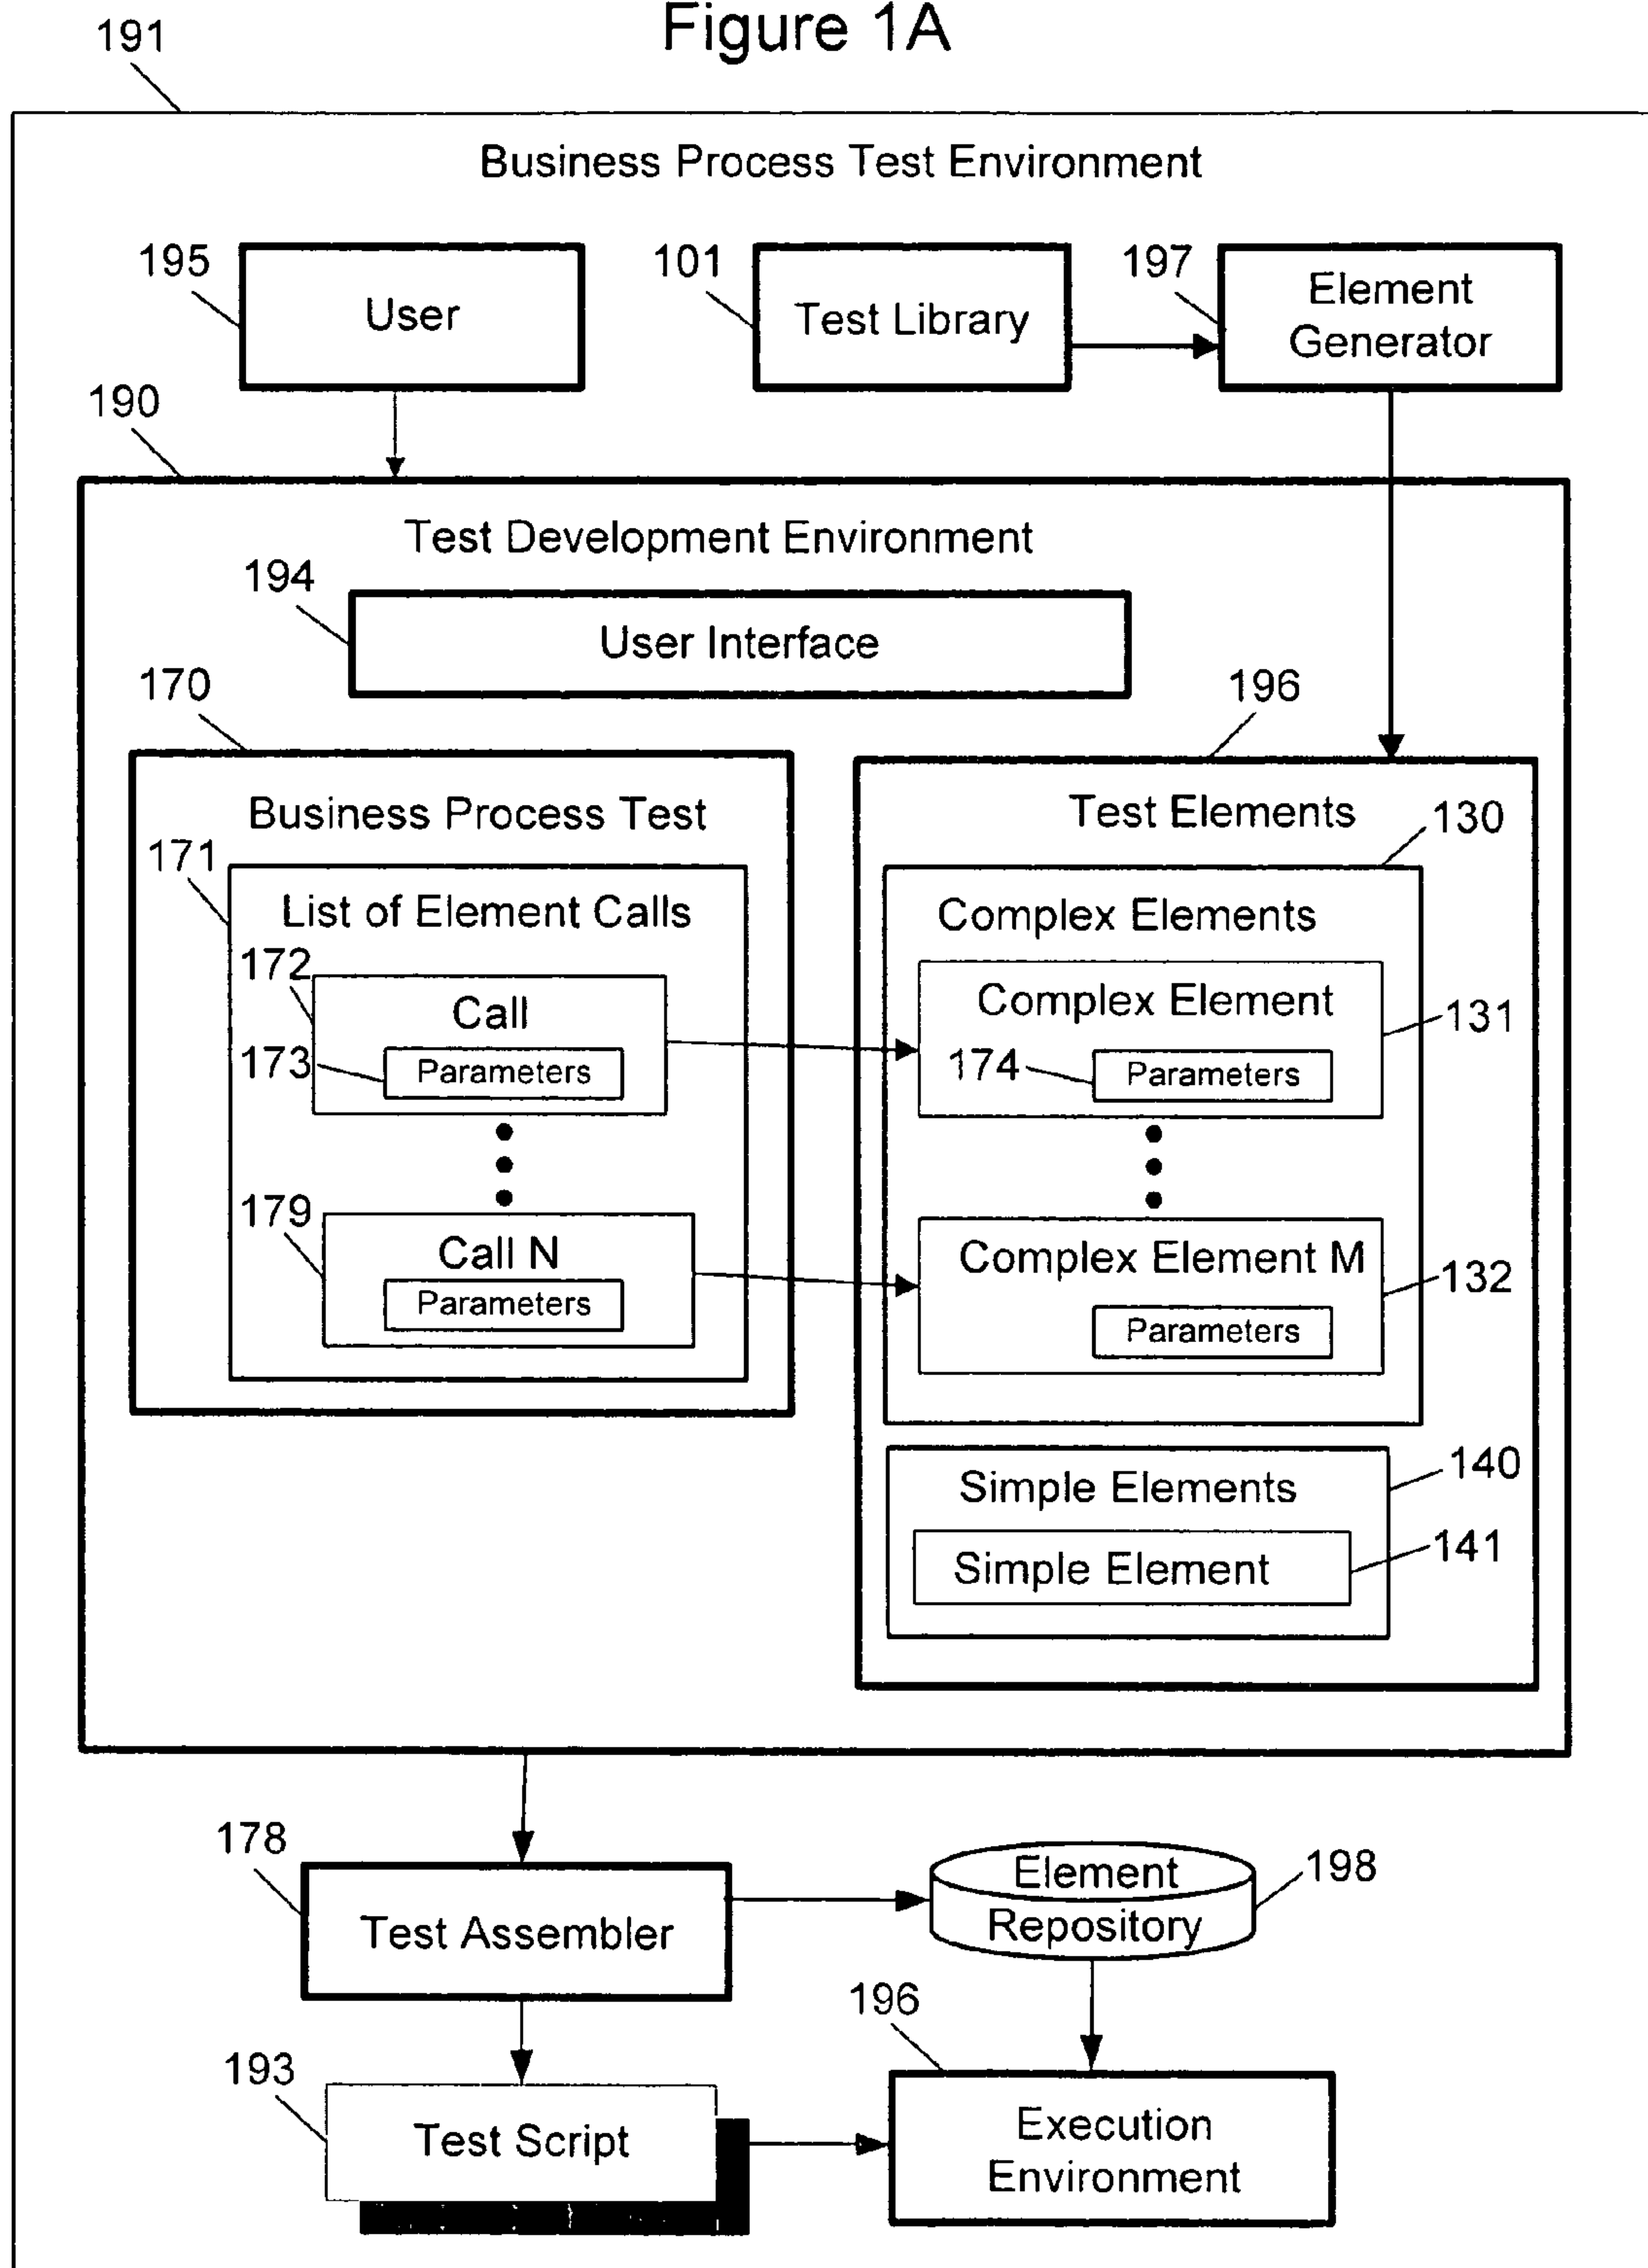 Figure 1A
191
Business Process Test Environment
195
User
101
Test Library
197
Element
Generator
190
Test Development Environment
194
User Interface
170
196
Business Process Test
Test Elements
130
171
List of Element Calls
Complex Elements
172
Call
173
Parameters
Complex Element
131
174
Parameters
179
Call N
Parameters
Complex Element M
132
Parameters
Simple Elements
140
Simple Element
141
178
Test Assembler
Element
Repository
198
196
193
Test Script
Execution
Environment